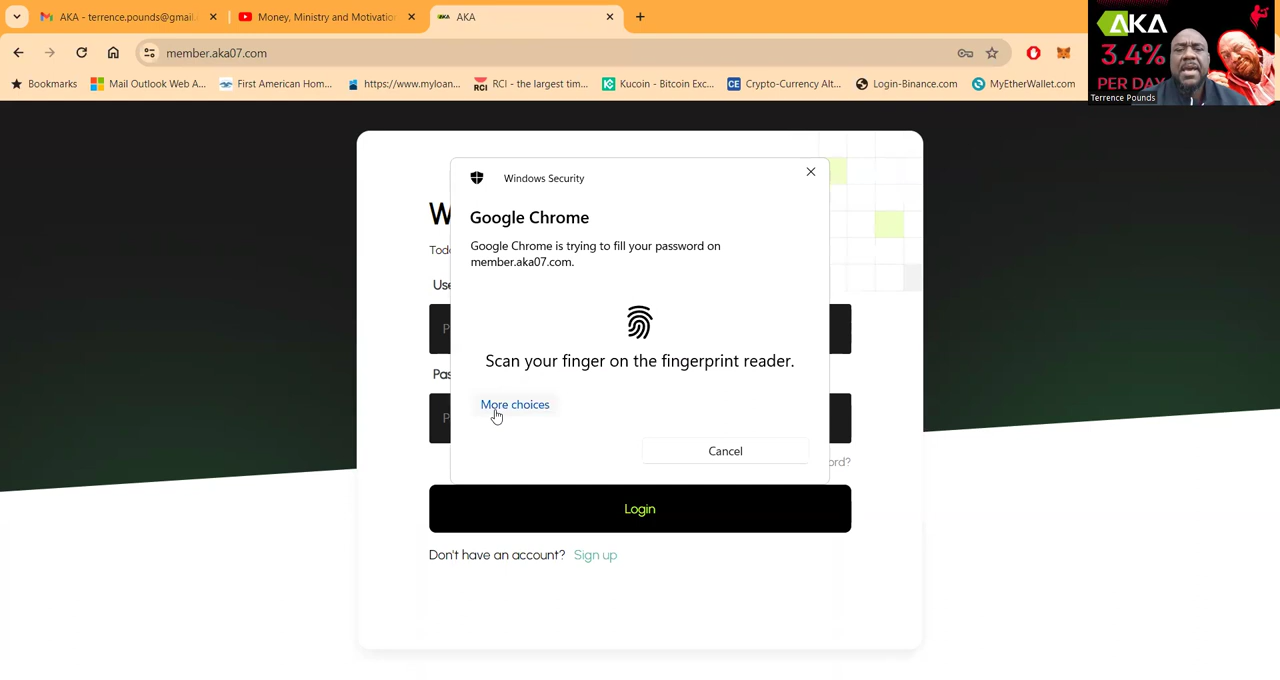 AKA - terrence.pounds@gmail.
Money, Ministry and Motivation
AKA
member.aka07.com
Bookmarks
Mail Outlook Web A...
First American Hom...
https://www.myloan...
RCI - the largest tim...
Kucoin - Bitcoin Exc...
Crypto-Currency Alt...
Login-Binance.com
MyEtherWallet.com
AKA
3.4%
PER DAY
Terrence Pounds
Windows Security
Google Chrome
Google Chrome is trying to fill your password on
member.aka07.com.
Scan your finger on the fingerprint reader.
More choices
Cancel
W
Toda
Use
P
Pas
P
ord?
Login
Don't have an account? Sign up